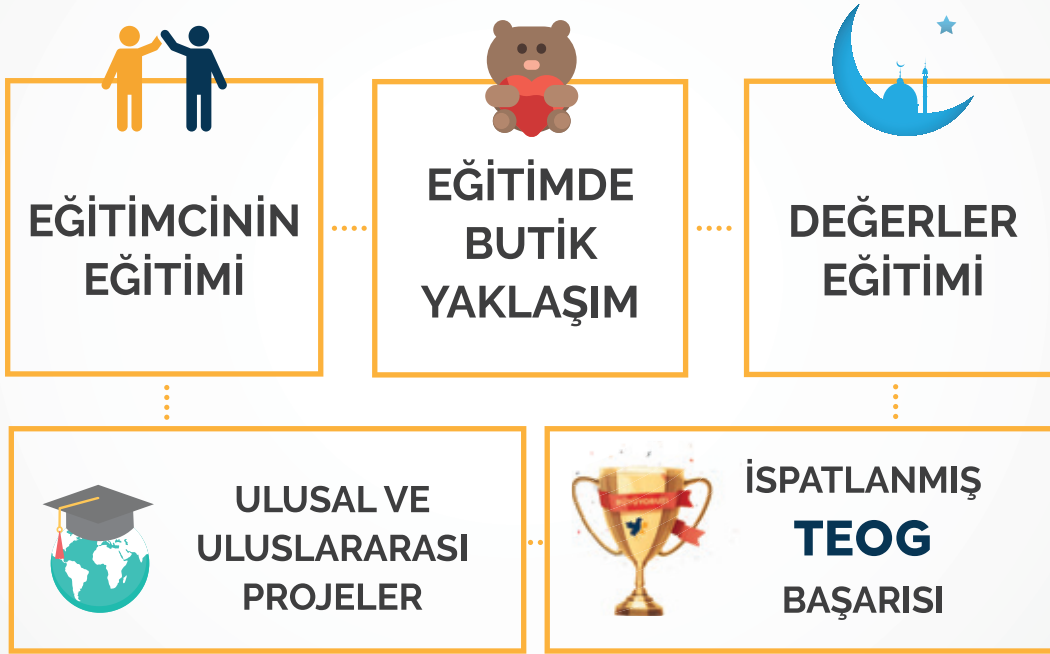 EĞİTİMCİNİN
EĞİTİMİ
EĞİTİMDE
BUTİK
YAKLAŞIM
DEĞERLER
EĞİTİMİ
ULUSAL VE
ULUSLARARASI
PROJELER
İSPATLANMIŞ
TEOG
BAŞARISI